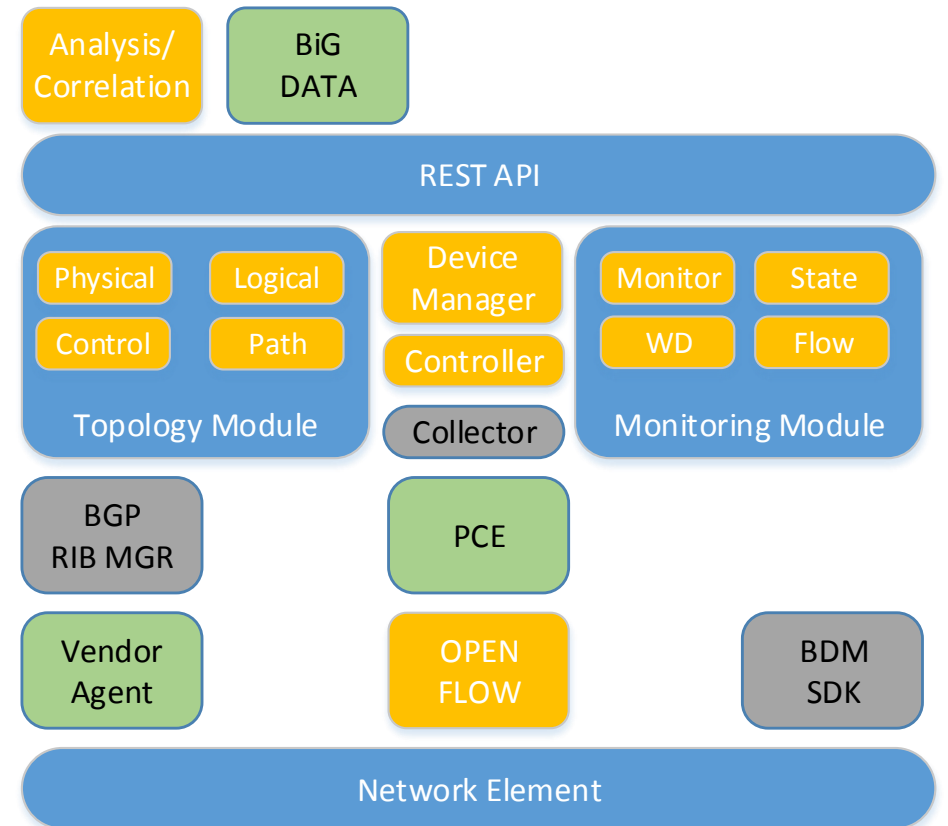 Analysis/
Correlation
BiG
DATA
REST API
Physical
Logical
Control
Path
Topology Module
Device
Manager
Controller
Collector
Monitor
State
WD
Flow
Monitoring Module
BGP
RIB MGR
PCE
Vendor
Agent
OPEN
FLOW
BDM
SDK
Network Element